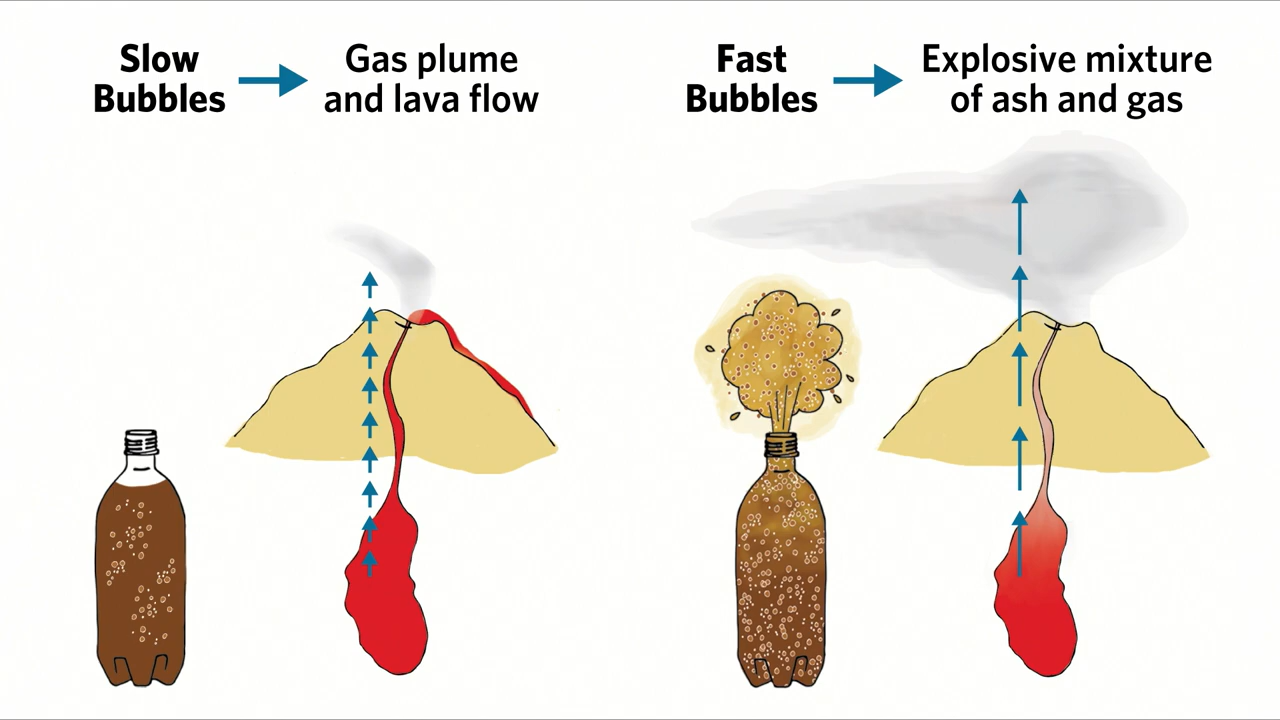 Slow
Bubbles
Gas plume
and lava flow
Fast
Bubbles
Explosive mixture
of ash and gas